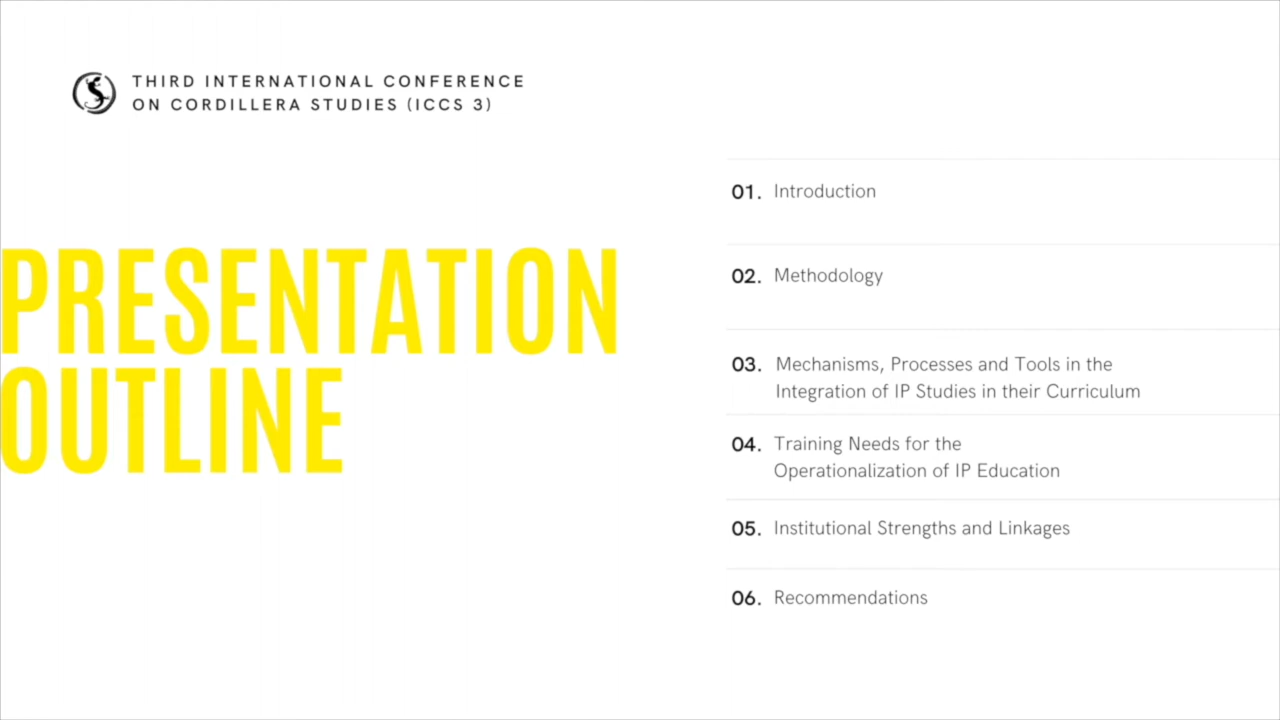 THIRD INTERNATIONAL CONFERENCE
ON CORDILLERA STUDIES (ICCS 3)
PRESENTATION
OUTLINE
01. Introduction
02. Methodology
03. Mechanisms, Processes and Tools in the
Integration of IP Studies in their Curriculum
04. Training Needs for the
Operationalization of IP Education
05. Institutional Strengths and Linkages
06. Recommendations